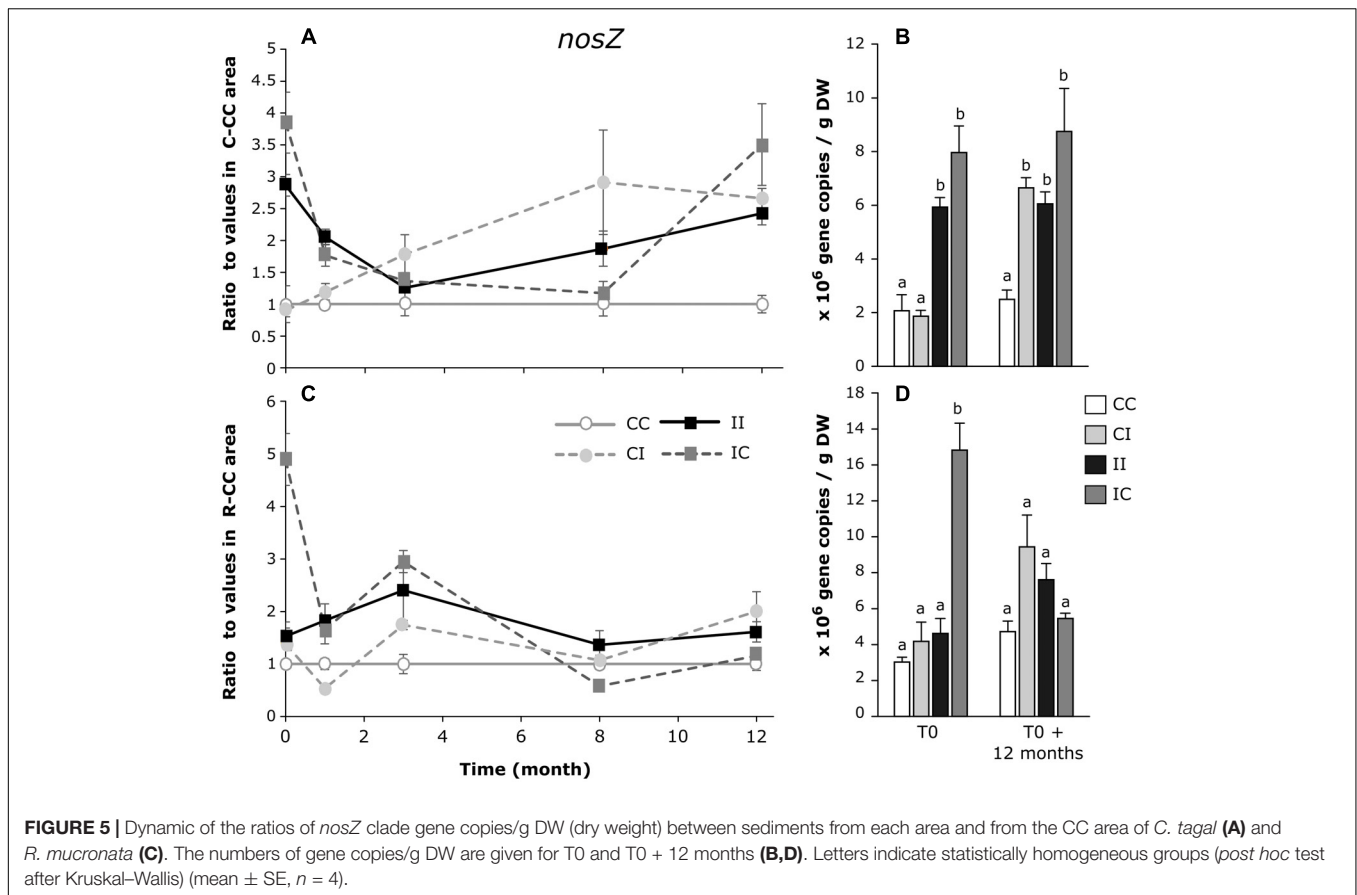 nosZ
A
Ratio to values in C-CC area
5
4.5
4
3.5
3
2.5
2
1.5
1
0.5
0
0 2 4 6 8 10 12
B
x 10⁶ gene copies / g DW
12
10
8
6
4
2
0
a a b b
a b b b
C
Ratio to values in R-CC area
6
5
4
3
2
1
0
CC II
CI IC
0 2 4 6 8 10 12
Time (month)
D
x 10⁶ gene copies / g DW
18
16
12
10
8
6
4
2
0
a a a b
a a a a
T0
T0 +
12 months
CC
CI
II
IC
FIGURE 5 | Dynamic of the ratios of nosZ clade gene copies/g DW (dry weight) between sediments from each area and from the CC area of C. tagal (A) and
R. mucronata (C). The numbers of gene copies/g DW are given for T0 and T0 + 12 months (B,D). Letters indicate statistically homogeneous groups (post hoc test
after Kruskal–Wallis) (mean ± SE, n = 4).